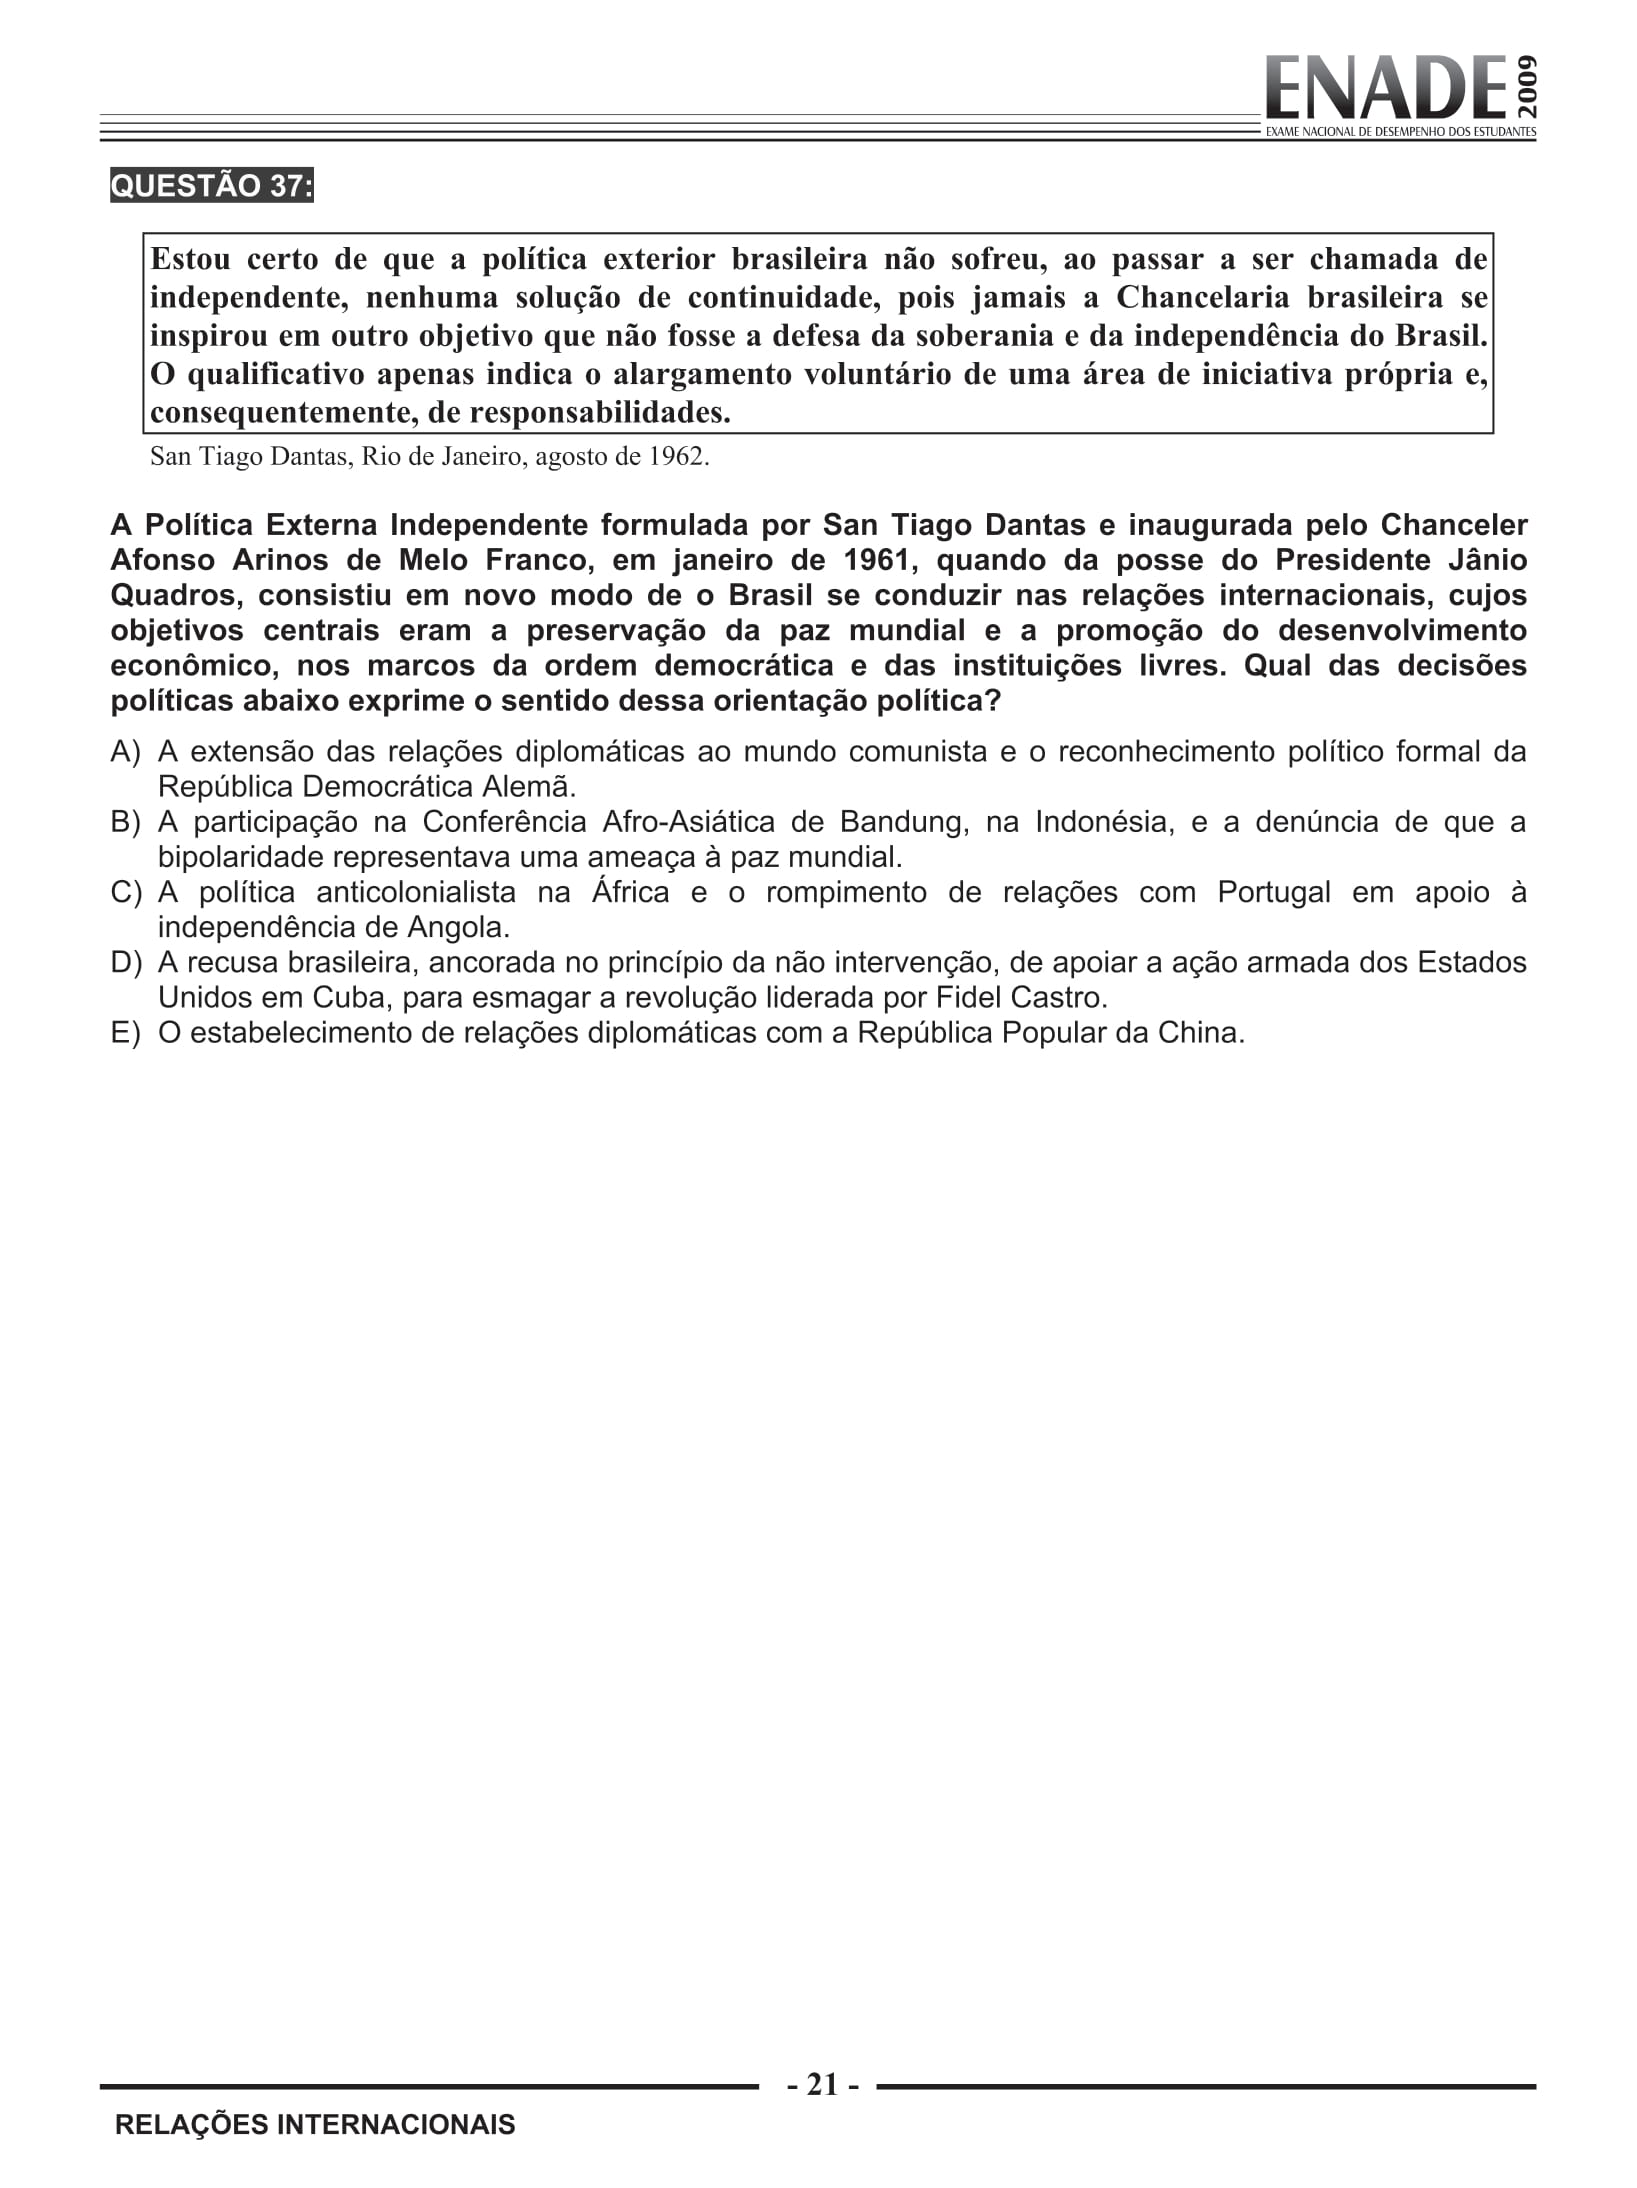 ENADE 2009
EXAME NACIONAL DE DESEMPENHO DOS ESTUDANTES
QUESTÃO 37:
Estou certo de que a política exterior brasileira não sofreu, ao passar a ser chamada de
independente, nenhuma solução de continuidade, pois jamais a Chancelaria brasileira se
inspirou em outro objetivo que não fosse a defesa da soberania e da independência do Brasil.
O qualificativo apenas indica o alargamento voluntário de uma área de iniciativa própria e,
consequentemente, de responsabilidades.
San Tiago Dantas, Rio de Janeiro, agosto de 1962.
A Política Externa Independente formulada por San Tiago Dantas e inaugurada pelo Chanceler
Afonso Arinos de Melo Franco, em janeiro de 1961, quando da posse do Presidente Jânio
Quadros, consistiu em novo modo de o Brasil se conduzir nas relações internacionais, cujos
objetivos centrais eram a preservação da paz mundial e a promoção do desenvolvimento
econômico, nos marcos da ordem democrática e das instituições livres. Qual das decisões
políticas abaixo exprime o sentido dessa orientação política?
A) A extensão das relações diplomáticas ao mundo comunista e o reconhecimento político formal da
República Democrática Alemã.
B) A participação na Conferência Afro-Asiática de Bandung, na Indonésia, e a denúncia de que a
bipolaridade representava uma ameaça à paz mundial.
C) A política anticolonialista na África e o rompimento de relações com Portugal em apoio à
independência de Angola.
D) A recusa brasileira, ancorada no princípio da não intervenção, de apoiar a ação armada dos Estados
Unidos em Cuba, para esmagar a revolução liderada por Fidel Castro.
E) O estabelecimento de relações diplomáticas com a República Popular da China.
- 21 -
RELAÇÕES INTERNACIONAIS